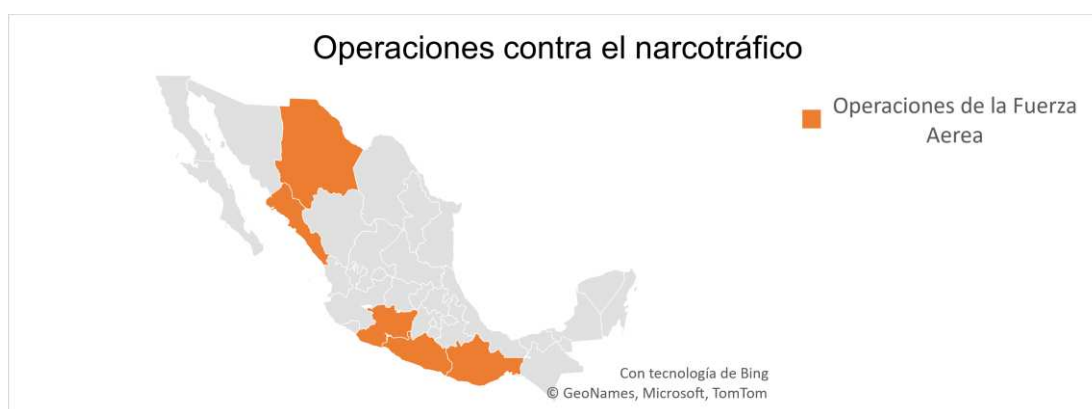 Operaciones contra el narcotráfico
Operaciones de la Fuerza
Aerea
Con tecnología de Bing
© GeoNames, Microsoft, TomTom